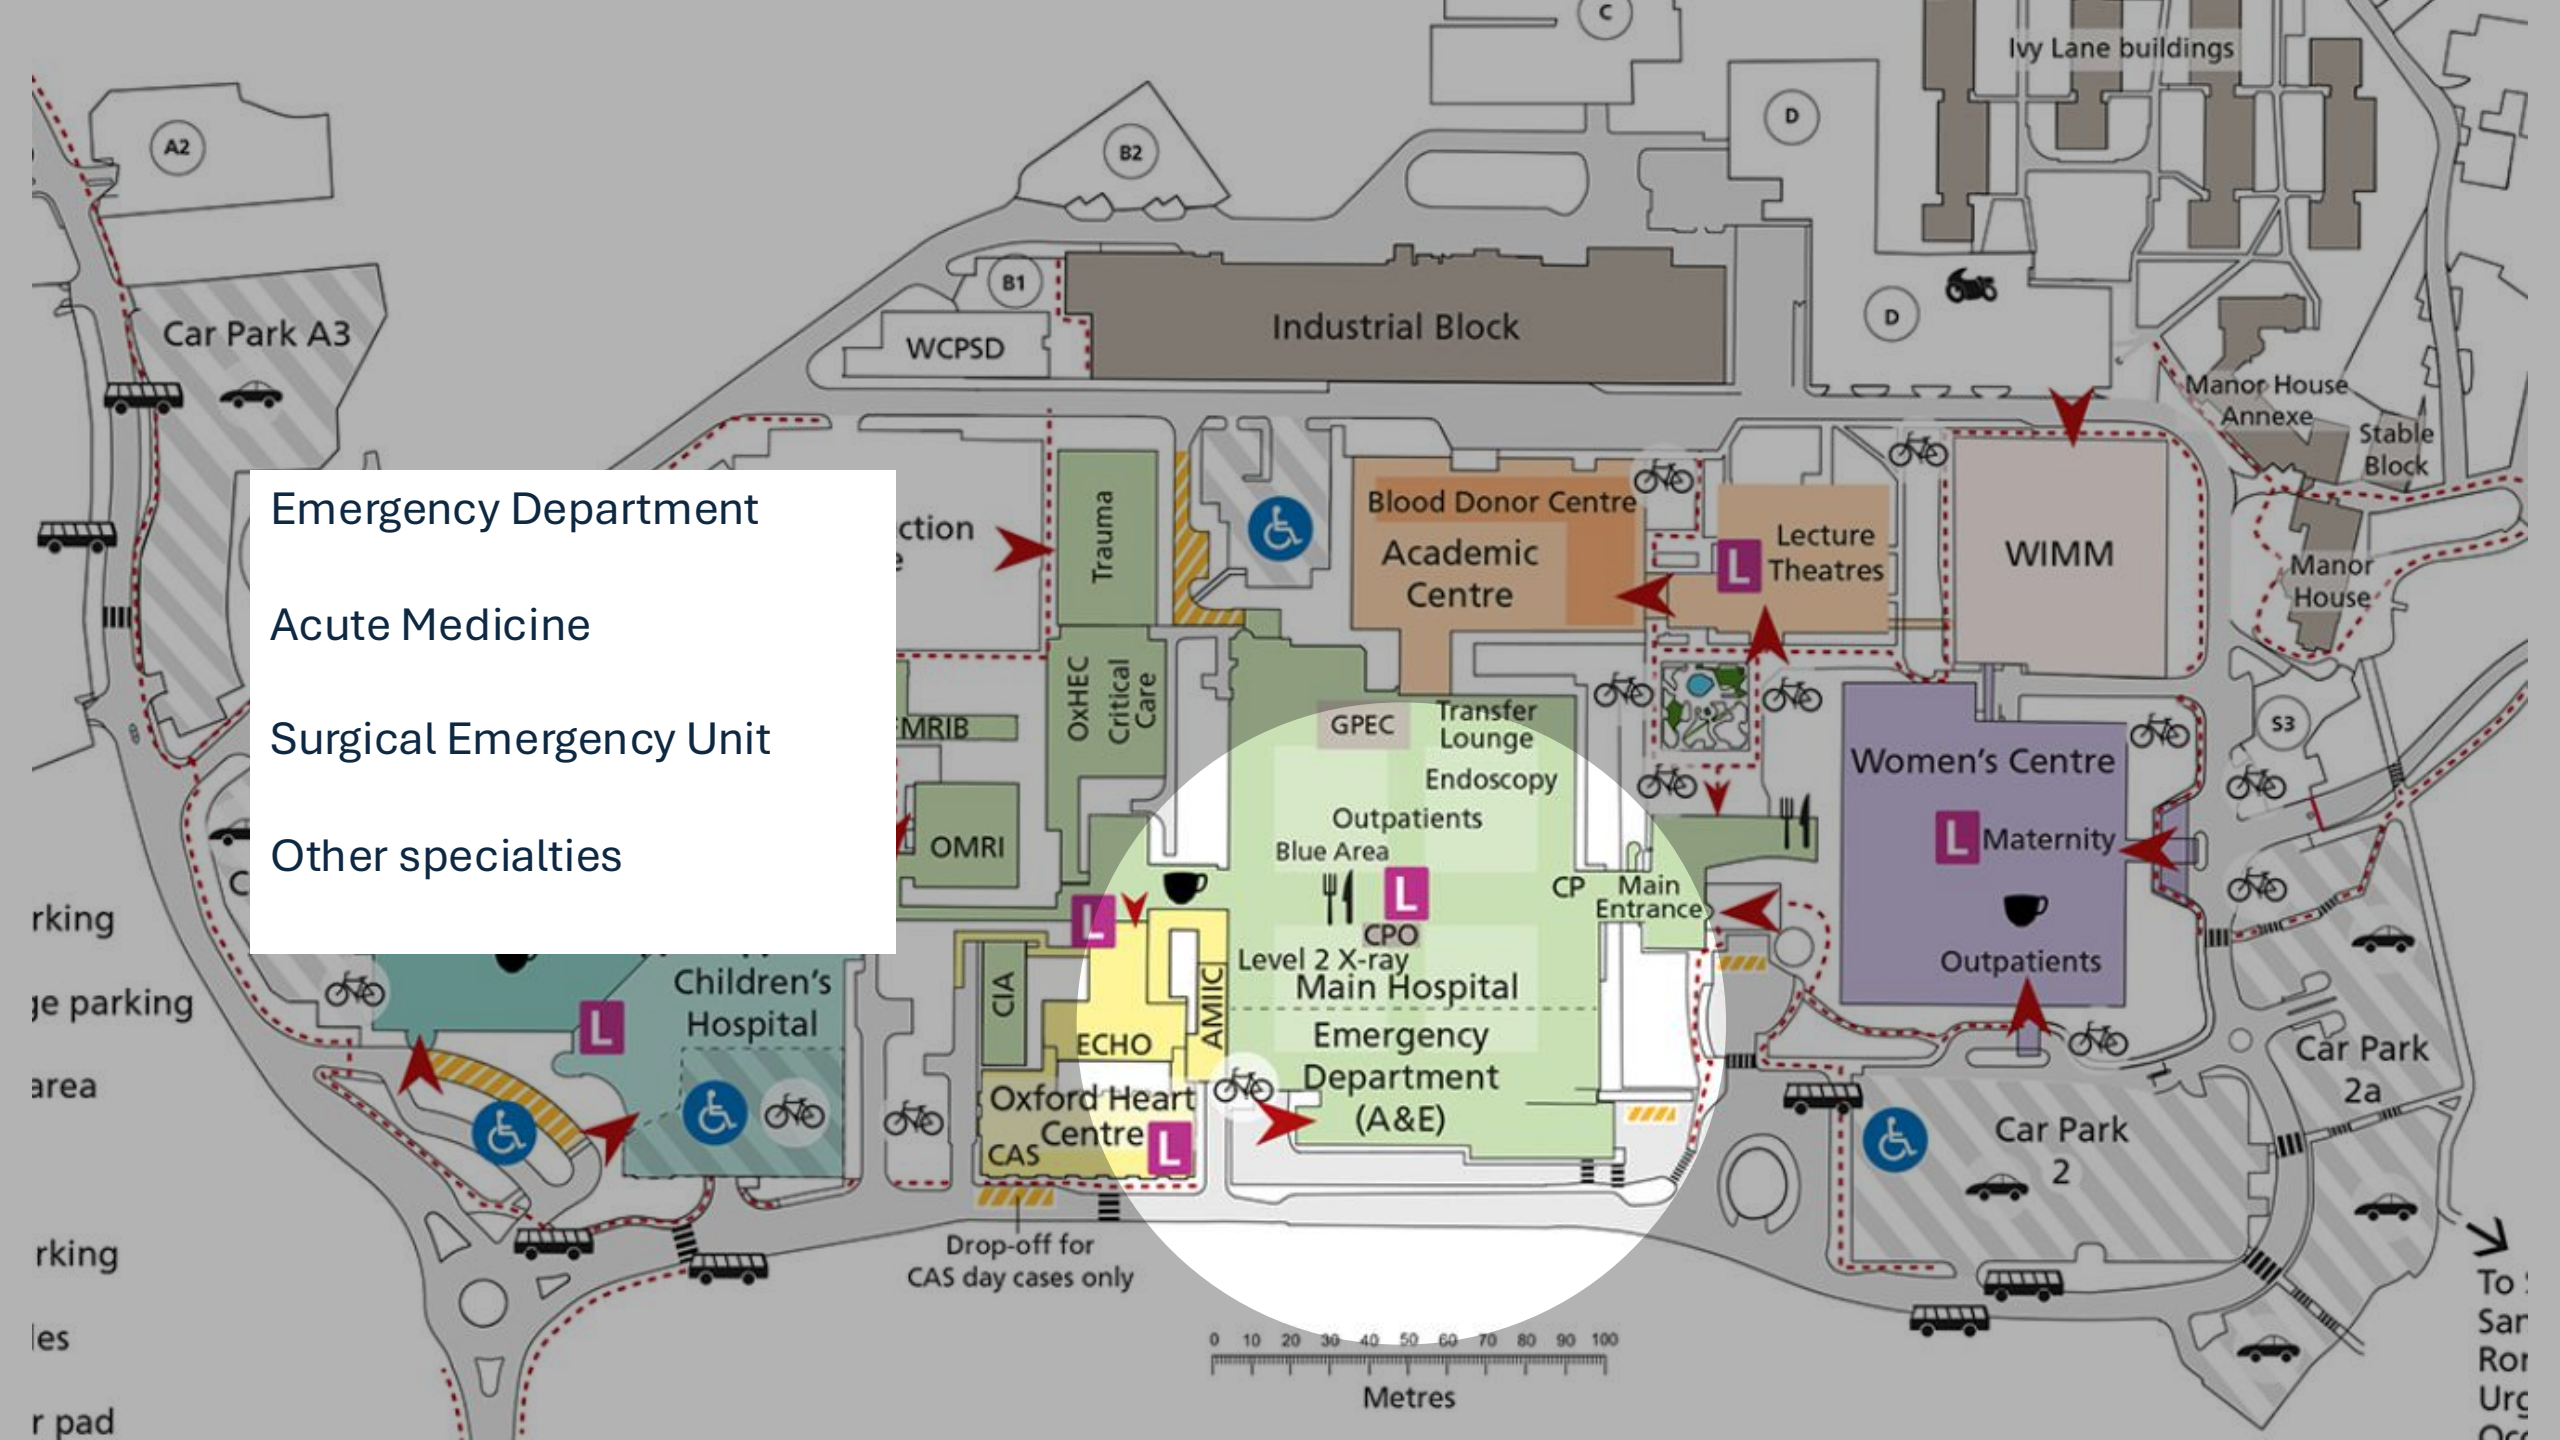 C
Ivy Lane buildings
D
A2
B2
B1
D
Car Park A3
WCPSD
Industrial Block
Manor House
Annexe
Stable
Block
Emergency Department
Acute Medicine
Surgical Emergency Unit
Other specialties
Trauma
Blood Donor Centre
Academic
Centre
L
Lecture
Theatres
WIMM
Manor
House
OxHEC
Critical
Care
MRIB
GPEC
Transfer
Lounge
Endoscopy
Outpatients
Blue Area
L
CPO
Level 2 X-ray
Main Hospital
Emergency
Department
(A&E)
CP
Main
Entrance
Women's Centre
L Maternity
Outpatients
S3
OMRI
L
CIA
AMIIC
ECHO
Oxford Heart
Centre
CAS
L
Children's
Hospital
L
Car Park
2a
Car Park
2
Drop-off for
CAS day cases only
0 10 20 30 40 50 60 70 80 90 100
Metres
rking
ge parking
area
rking
les
r pad
To